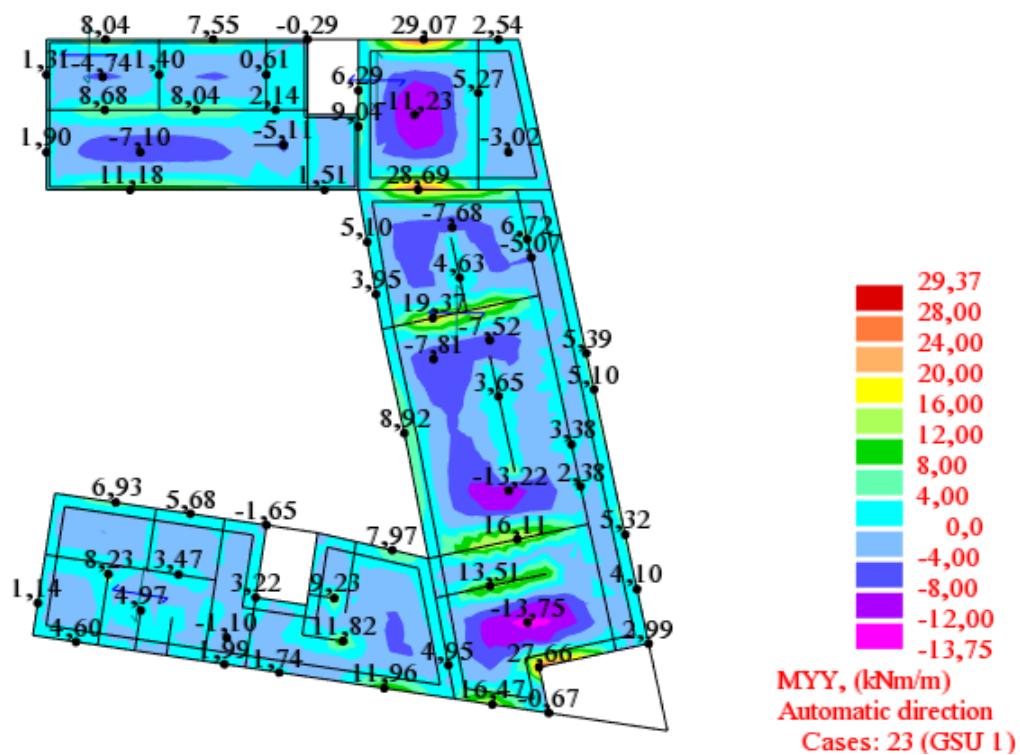 8,04 7,55 -0,29 29,07 2,54
1,31 -4,74 1,40 0,61 6,29 5,27
8,68 8,04 2,14 9,04 -11,23
1,90 -7,10 -5,11 -3,02
11,18 1,51 28,69
5,10 -7,68 6,72
-5,07
3,95 4,63
19,37
-7,52
-7,81 5,39
3,65 5,10
8,92 3,38
-13,22 2,38
6,93 5,68 -1,65 7,97 16,11 5,32
8,23 3,47 13,51 4,10
1,14 4,97 3,22 9,23 -13,75
4,60 -1,10 11,82 2,99
1,99 1,74 4,95 27,66
11,96 16,47 -0,67
29,37
28,00
24,00
20,00
16,00
12,00
8,00
4,00
0,0
-4,00
-8,00
-12,00
-13,75
MYY, (kNm/m)
Automatic direction
Cases: 23 (GSU 1)